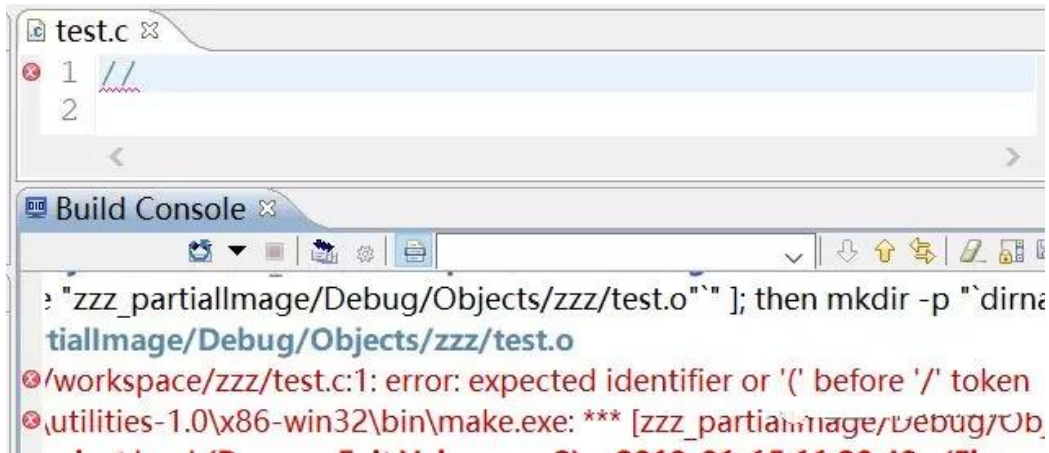 test.c
1 //
2
Build Console
e "zzz_partialImage/Debug/Objects/zzz/test.o"`" ]; then mkdir -p "`dirna
tialImage/Debug/Objects/zzz/test.o
/workspace/zzz/test.c:1: error: expected identifier or '(' before '/' token
\utilities-1.0\x86-win32\bin\make.exe: *** [zzz_partialImage/Debug/Ob